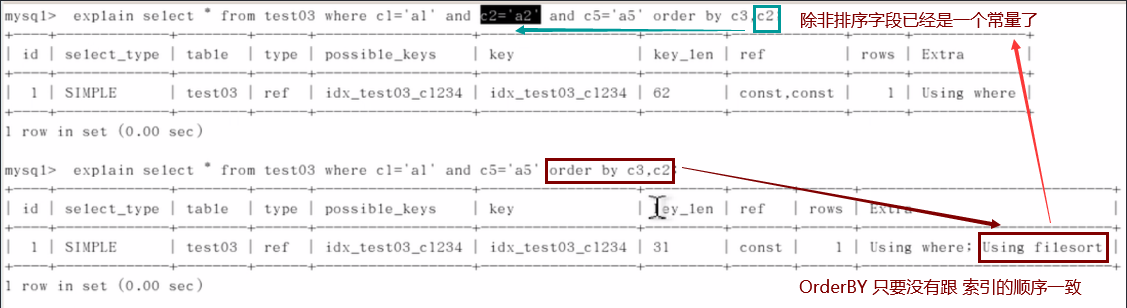 mysql> explain select * from test03 where c1='a1' and c2='a2' and c5='a5' order by c3,c2; 除非排序字段已经是一个常量了
| id | select_type | table | type | possible_keys | key | key_len | ref | rows | Extra |
| 1 | SIMPLE | test03 | ref | idx_test03_c1234 | idx_test03_c1234 | 62 | const,const | 1 | Using where |
1 row in set (0.00 sec)
mysql> explain select * from test03 where c1='a1' and c5='a5' order by c3,c2;
| id | select_type | table | type | possible_keys | key | key_len | ref | rows | Extra |
| 1 | SIMPLE | test03 | ref | idx_test03_c1234 | idx_test03_c1234 | 31 | const | 1 | Using where; Using filesort |
1 row in set (0.00 sec)
OrderBY 只要没有跟 索引的顺序一致